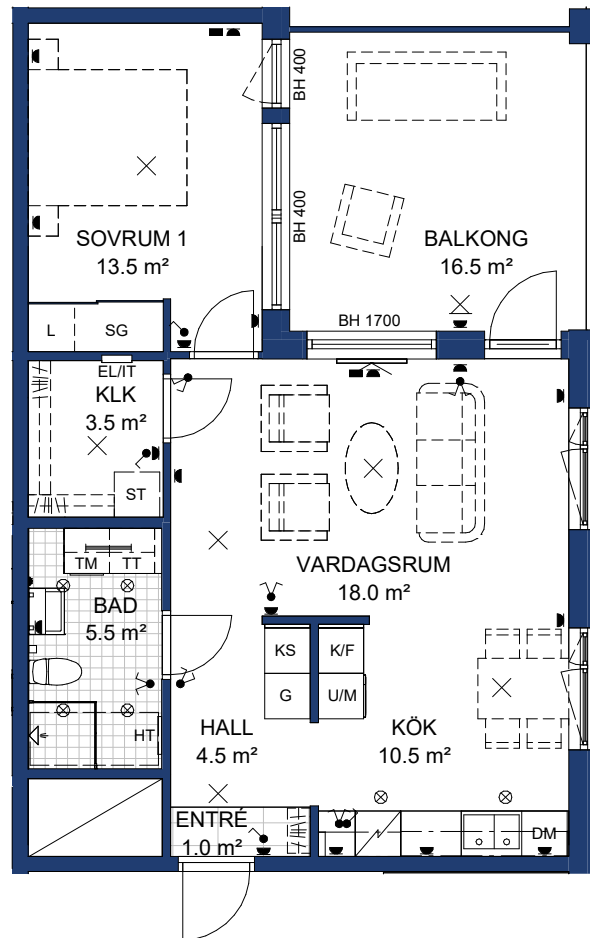 BH 400
BH 400
SOVRUM 1
13.5 m²
BALKONG
16.5 m²
L
SG
BH 1700
EL/IT
KLK
3.5 m²
ST
TM
TT
BAD
5.5 m²
VARDAGSRUM
18.0 m²
KS
K/F
G
U/M
HT
HALL
4.5 m²
KÖK
10.5 m²
ENTRÉ
1.0 m²
DM